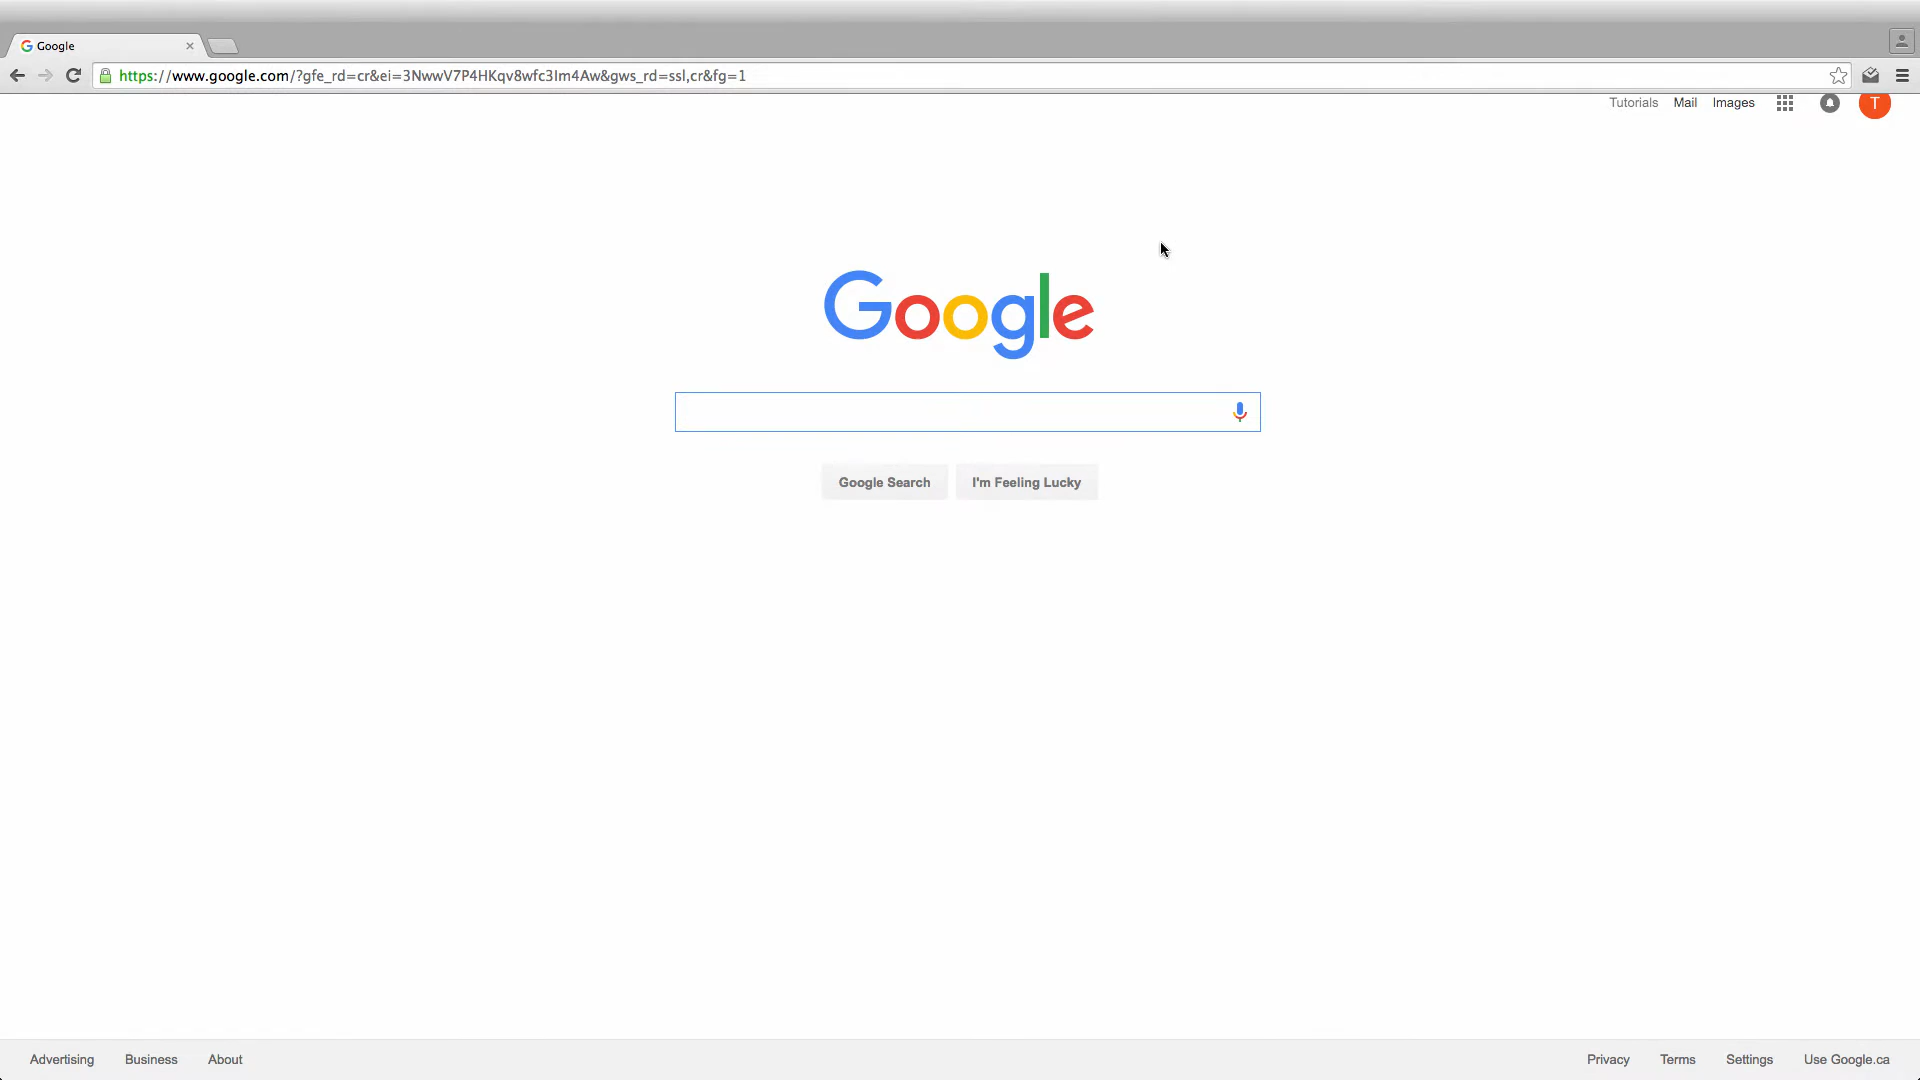 Google
https://www.google.com/?gfe_rd=cr&ei=3NwwV7P4HKqv8wfc3Im4Aw&gws_rd=ssl,cr&fg=1
Tutorials Mail Images T
Google
Google Search I'm Feeling Lucky
Advertising Business About Privacy Terms Settings Use Google.ca